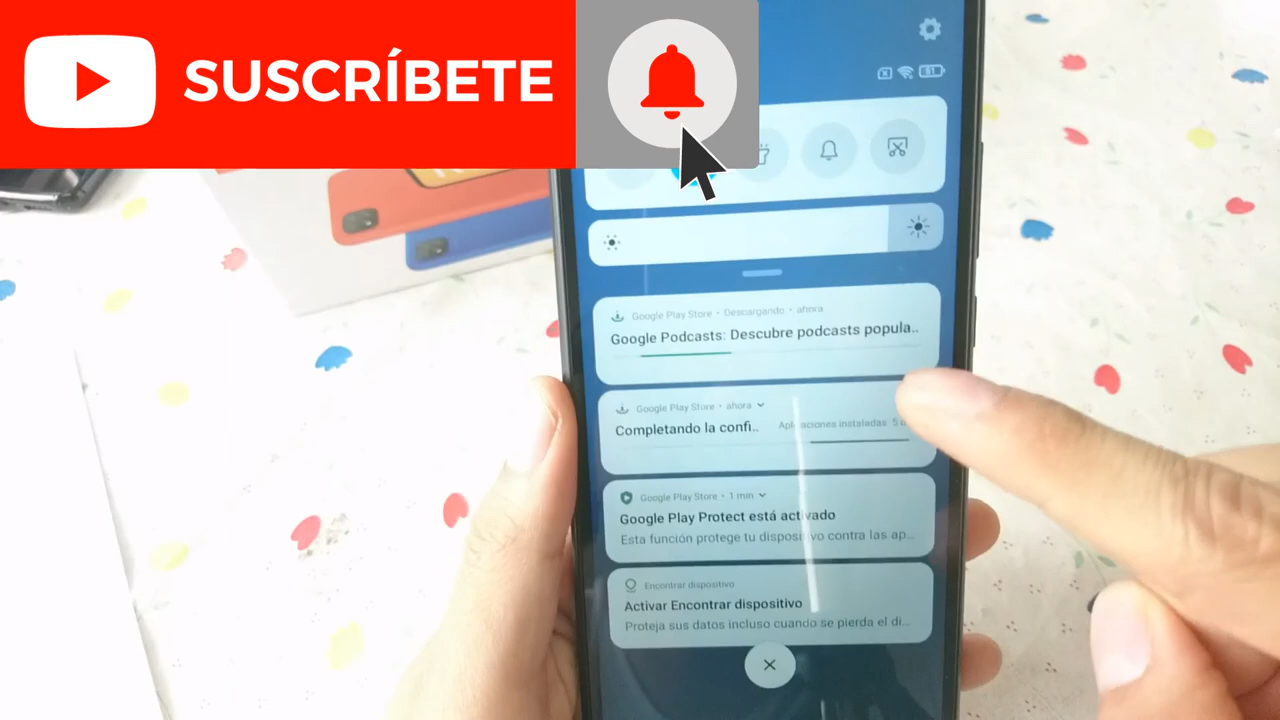 SUSCRÍBETE
51
Google Play Store • Descargando • ahora
Google Podcasts: Descubre podcasts popula..
Google Play Store • ahora
Completando la confi.. Aplicaciones instaladas: 5
Google Play Store • 1 min
Google Play Protect está activado
Esta función protege tu dispositivo contra las ap...
Encontrar dispositivo
Activar Encontrar dispositivo
Proteja sus datos incluso cuando se pierda el di...